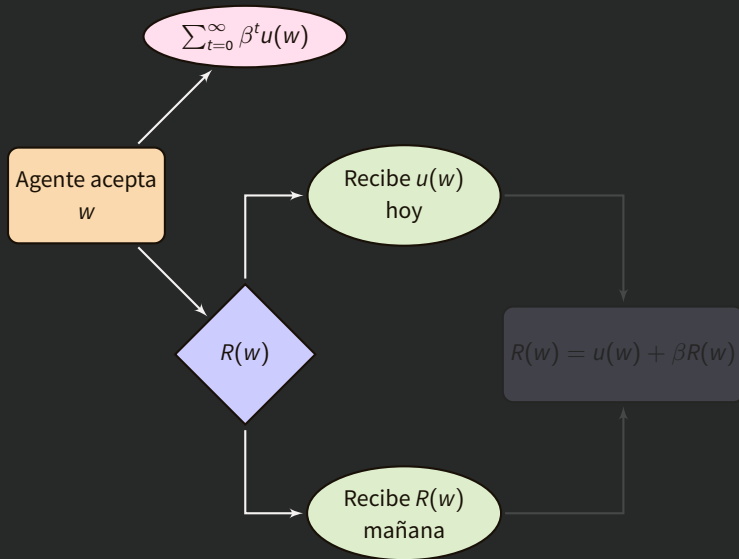 ∑_{t=0}^{∞} β^t u(w)
Agente acepta
w
Recibe u(w)
hoy
R(w)
R(w) = u(w) + βR(w)
Recibe R(w)
mañana